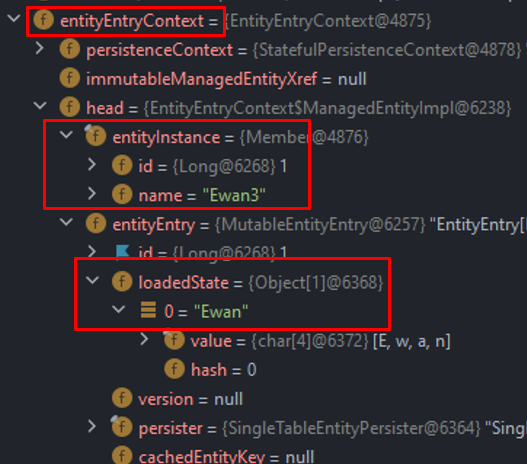 entityEntryContext = {EntityEntryContext@4875}
persistenceContext = {StatefulPersistenceContext@4878} "
immutableManagedEntityXref = null
head = {EntityEntryContext$ManagedEntityImpl@6238}
entityInstance = {Member@4876}
id = {Long@6268} 1
name = "Ewan3"
entityEntry = {MutableEntityEntry@6257} "EntityEntry[
id = {Long@6268} 1
loadedState = {Object[1]@6368}
0 = "Ewan"
value = {char[4]@6372} [E, w, a, n]
hash = 0
version = null
persister = {SingleTableEntityPersister@6364} "Sing
cachedEntityKey = null